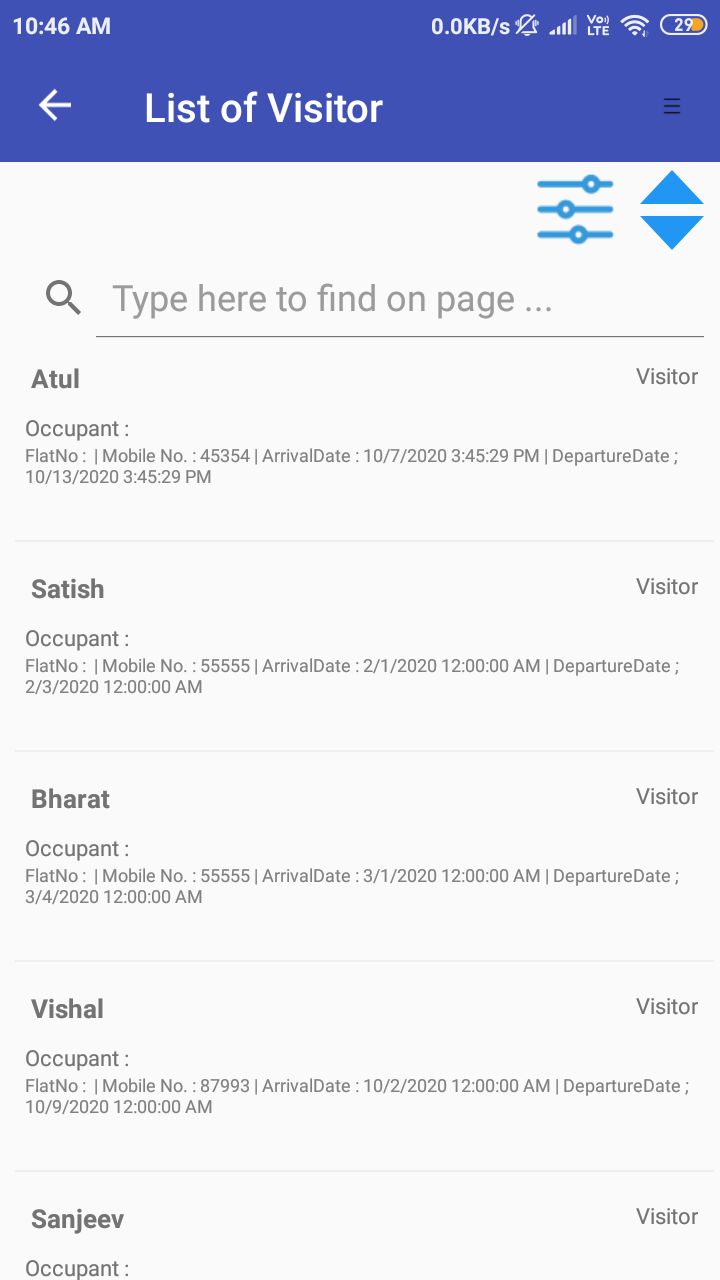 10:46 AM 0.0KB/s Vo) LTE 29
List of Visitor
Type here to find on page ...
Atul Visitor
Occupant :
FlatNo : | Mobile No. : 45354 | ArrivalDate : 10/7/2020 3:45:29 PM | DepartureDate ;
10/13/2020 3:45:29 PM
Satish Visitor
Occupant :
FlatNo : | Mobile No. : 55555 | ArrivalDate : 2/1/2020 12:00:00 AM | DepartureDate ;
2/3/2020 12:00:00 AM
Bharat Visitor
Occupant :
FlatNo : | Mobile No. : 55555 | ArrivalDate : 3/1/2020 12:00:00 AM | DepartureDate ;
3/4/2020 12:00:00 AM
Vishal Visitor
Occupant :
FlatNo : | Mobile No. : 87993 | ArrivalDate : 10/2/2020 12:00:00 AM | DepartureDate ;
10/9/2020 12:00:00 AM
Sanjeev Visitor
Occupant :